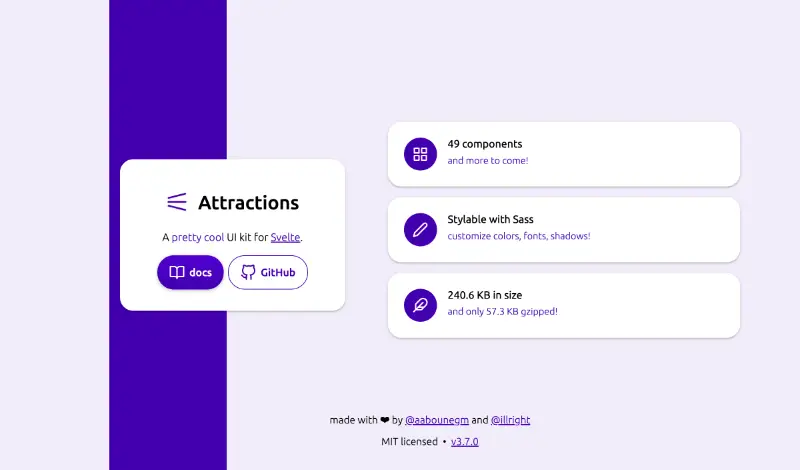 Attractions
A pretty cool UI kit for Svelte.
docs
GitHub
49 components
and more to come!
Stylable with Sass
customize colors, fonts, shadows!
240.6 KB in size
and only 57.3 KB gzipped!
made with ❤ by @aabounegm and @illright
MIT licensed • v3.7.0